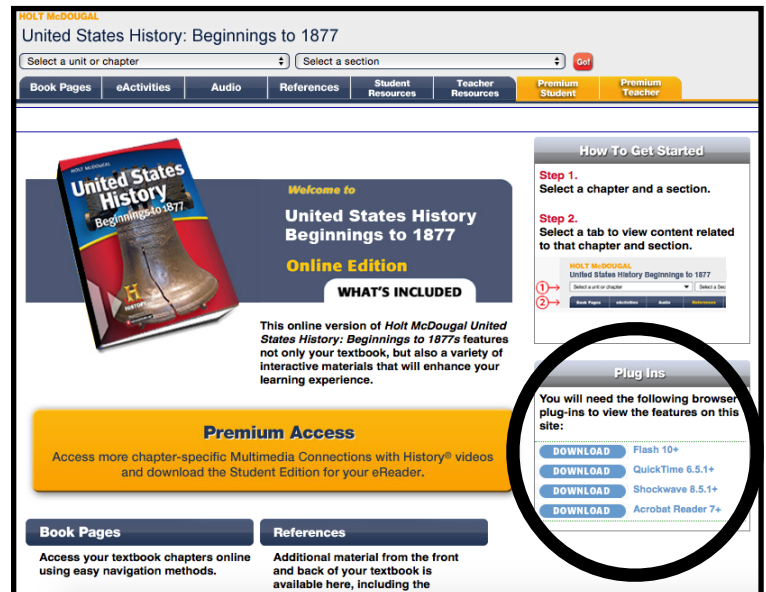 HOLT McDOUGAL
United States History: Beginnings to 1877
Select a unit or chapter
Select a section
Go!
Book Pages
eActivities
Audio
References
Student Resources
Teacher Resources
Premium Student
Premium Teacher
HOLT McDOUGAL
United States
History
Beginnings to 1877
H
HISTORY
Welcome to
United States History
Beginnings to 1877
Online Edition
WHAT'S INCLUDED
This online version of Holt McDougal United
States History: Beginnings to 1877s features
not only your textbook, but also a variety of
interactive materials that will enhance your
learning experience.
How To Get Started
Step 1.
Select a chapter and a section.
Step 2.
Select a tab to view content related
to that chapter and section.
HOLT McDOUGAL
United States History Beginnings to 1877
1
Select a unit or chapter
Select a Sec
2
Book Pages
eActivities
Audio
References
Plug Ins
You will need the following browser
plug-ins to view the features on this
site:
DOWNLOAD Flash 10+
DOWNLOAD QuickTime 6.5.1+
DOWNLOAD Shockwave 8.5.1+
DOWNLOAD Acrobat Reader 7+
Premium Access
Access more chapter-specific Multimedia Connections with History® videos
and download the Student Edition for your eReader.
Book Pages
Access your textbook chapters online
using easy navigation methods.
References
Additional material from the front
and back of your textbook is
available here, including the